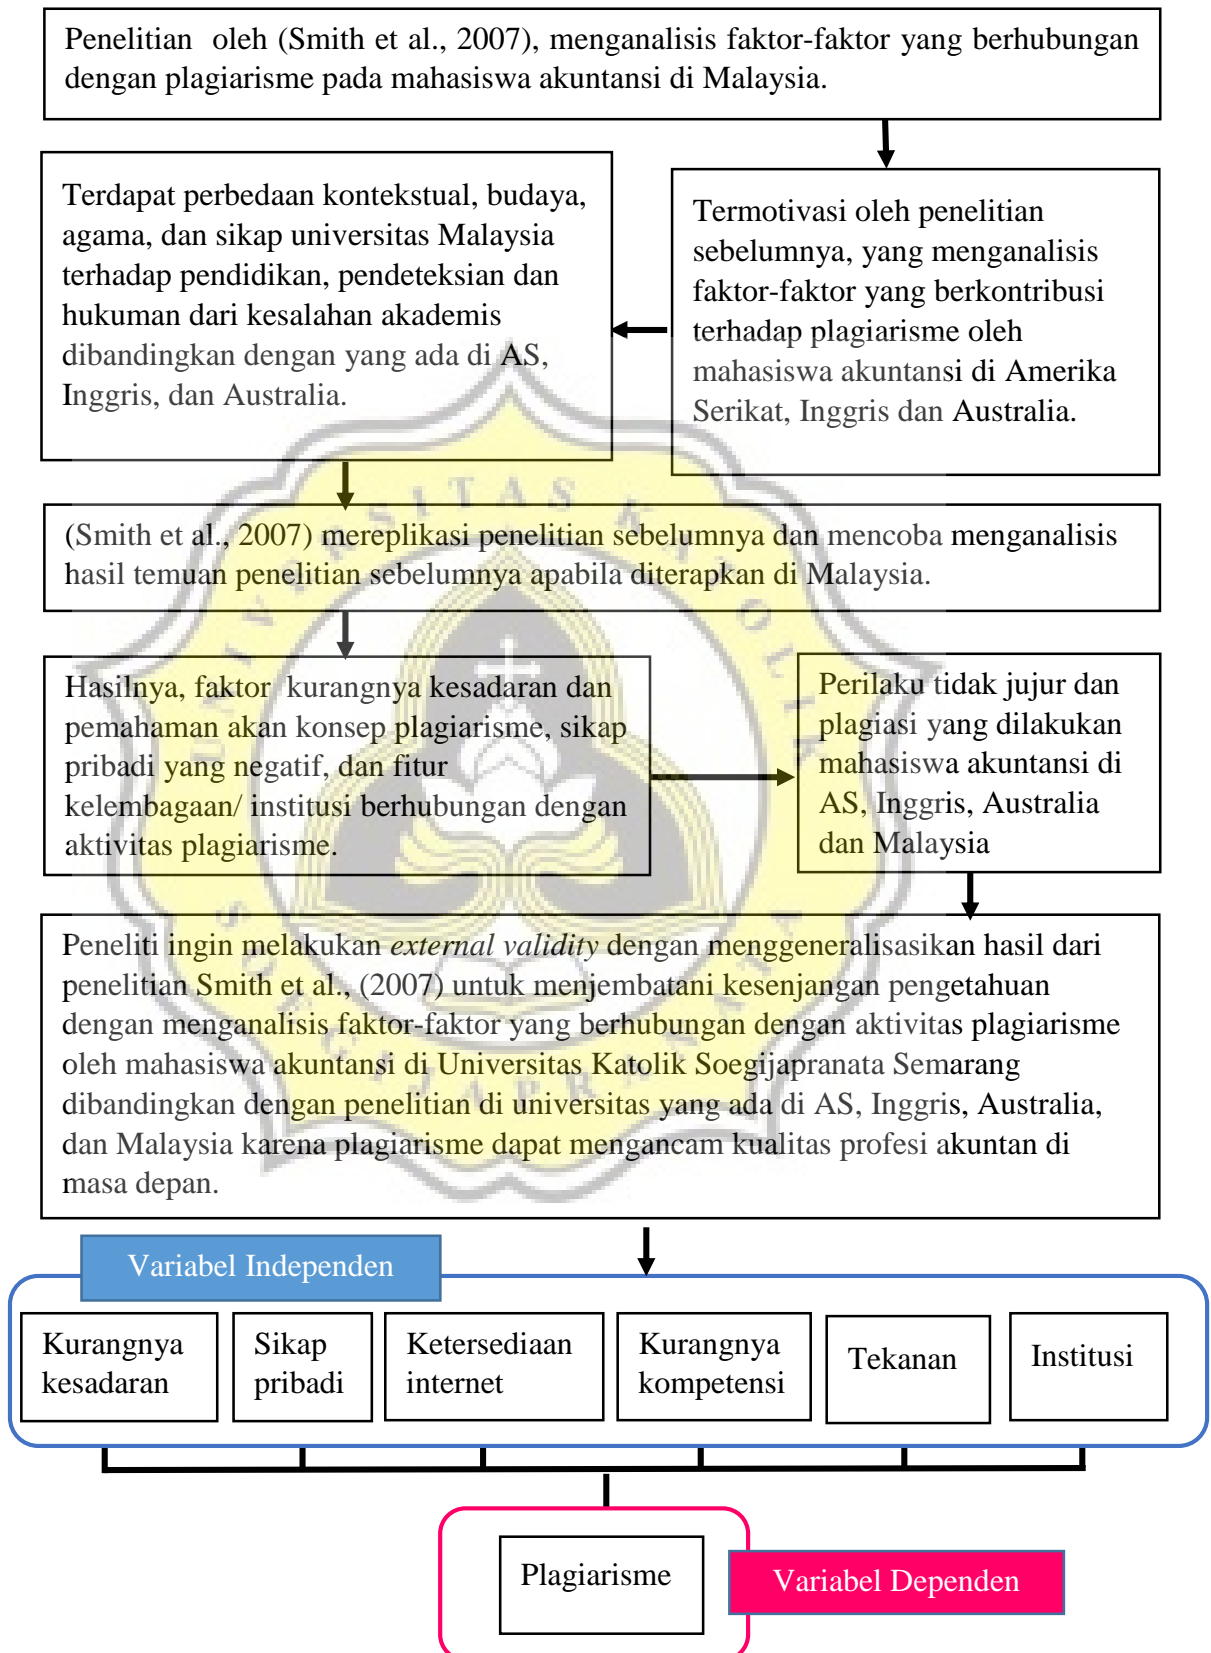 Penelitian oleh (Smith et al., 2007), menganalisis faktor-faktor yang berhubungan
dengan plagiarisme pada mahasiswa akuntansi di Malaysia.
Termotivasi oleh penelitian
sebelumnya, yang menganalisis
faktor-faktor yang berkontribusi
terhadap plagiarisme oleh
mahasiswa akuntansi di Amerika
Serikat, Inggris dan Australia.
Terdapat perbedaan kontekstual, budaya,
agama, dan sikap universitas Malaysia
terhadap pendidikan, pendeteksian dan
hukuman dari kesalahan akademis
dibandingkan dengan yang ada di AS,
Inggris, dan Australia.
(Smith et al., 2007) mereplikasi penelitian sebelumnya dan mencoba menganalisis
hasil temuan penelitian sebelumnya apabila diterapkan di Malaysia.
Hasilnya, faktor kurangnya kesadaran dan
pemahaman akan konsep plagiarisme, sikap
pribadi yang negatif, dan fitur
kelembagaan/ institusi berhubungan dengan
aktivitas plagiarisme.
Perilaku tidak jujur dan
plagiasi yang dilakukan
mahasiswa akuntansi di
AS, Inggris, Australia
dan Malaysia
Peneliti ingin melakukan external validity dengan menggeneralisasikan hasil dari
penelitian Smith et al., (2007) untuk menjembatani kesenjangan pengetahuan
dengan menganalisis faktor-faktor yang berhubungan dengan aktivitas plagiarisme
oleh mahasiswa akuntansi di Universitas Katolik Soegijapranata Semarang
dibandingkan dengan penelitian di universitas yang ada di AS, Inggris, Australia,
dan Malaysia karena plagiarisme dapat mengancam kualitas profesi akuntan di
masa depan.
Variabel Independen
Kurangnya
kesadaran
Sikap
pribadi
Ketersediaan
internet
Kurangnya
kompetensi
Tekanan
Institusi
Plagiarisme
Variabel Dependen
UNIVERSITAS KATOLIK
SOEGIJAPRANATA